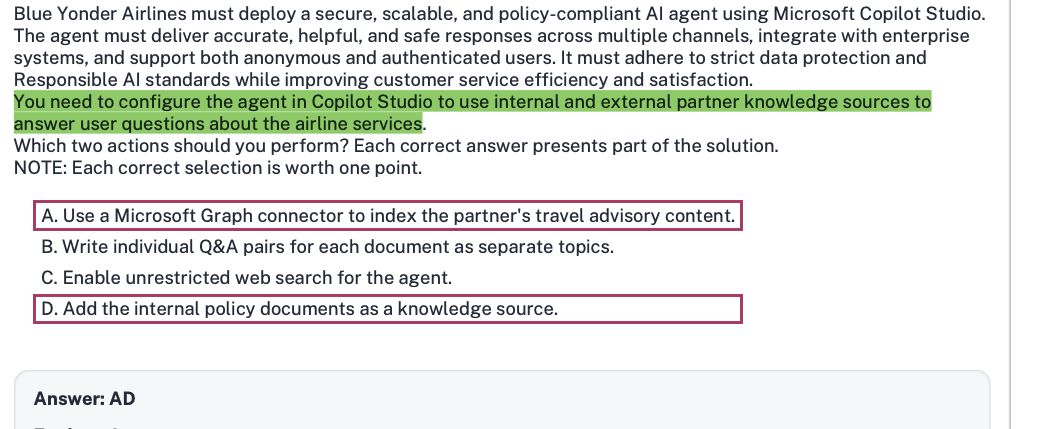 Blue Yonder Airlines must deploy a secure, scalable, and policy-compliant AI agent using Microsoft Copilot Studio.
The agent must deliver accurate, helpful, and safe responses across multiple channels, integrate with enterprise
systems, and support both anonymous and authenticated users. It must adhere to strict data protection and
Responsible AI standards while improving customer service efficiency and satisfaction.
You need to configure the agent in Copilot Studio to use internal and external partner knowledge sources to
answer user questions about the airline services.
Which two actions should you perform? Each correct answer presents part of the solution.
NOTE: Each correct selection is worth one point.
A. Use a Microsoft Graph connector to index the partner's travel advisory content.
B. Write individual Q&A pairs for each document as separate topics.
C. Enable unrestricted web search for the agent.
D. Add the internal policy documents as a knowledge source.
Answer: AD